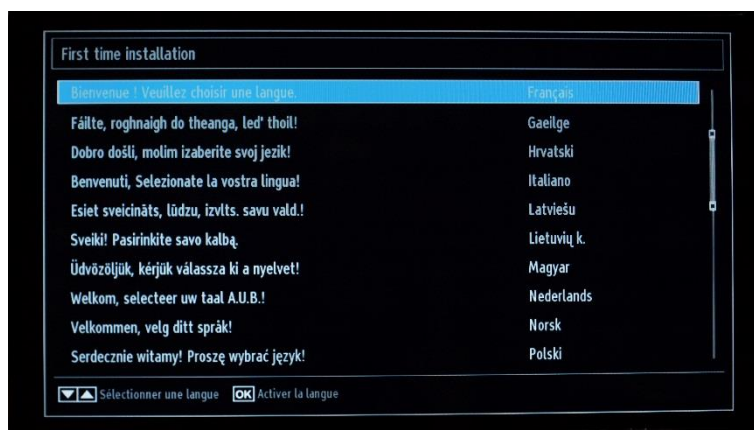 First time installation
Bienvenue ! Veuillez choisir une langue. Français
Fáilte, roghnaigh do theanga, led' thoil! Gaeilge
Dobro došli, molim izaberite svoj jezik! Hrvatski
Benvenuti, Selezionate la vostra lingua! Italiano
Esiet sveicināts, lūdzu, izvlts. savu vald.! Latviešu
Sveiki! Pasirinkite savo kalbą. Lietuvių k.
Üdvözöljük, kérjük válassza ki a nyelvet! Magyar
Welkom, selecteer uw taal A.U.B.! Nederlands
Velkommen, velg ditt språk! Norsk
Serdecznie witamy! Proszę wybrać język! Polski
Sélectionner une langue OK Activer la langue